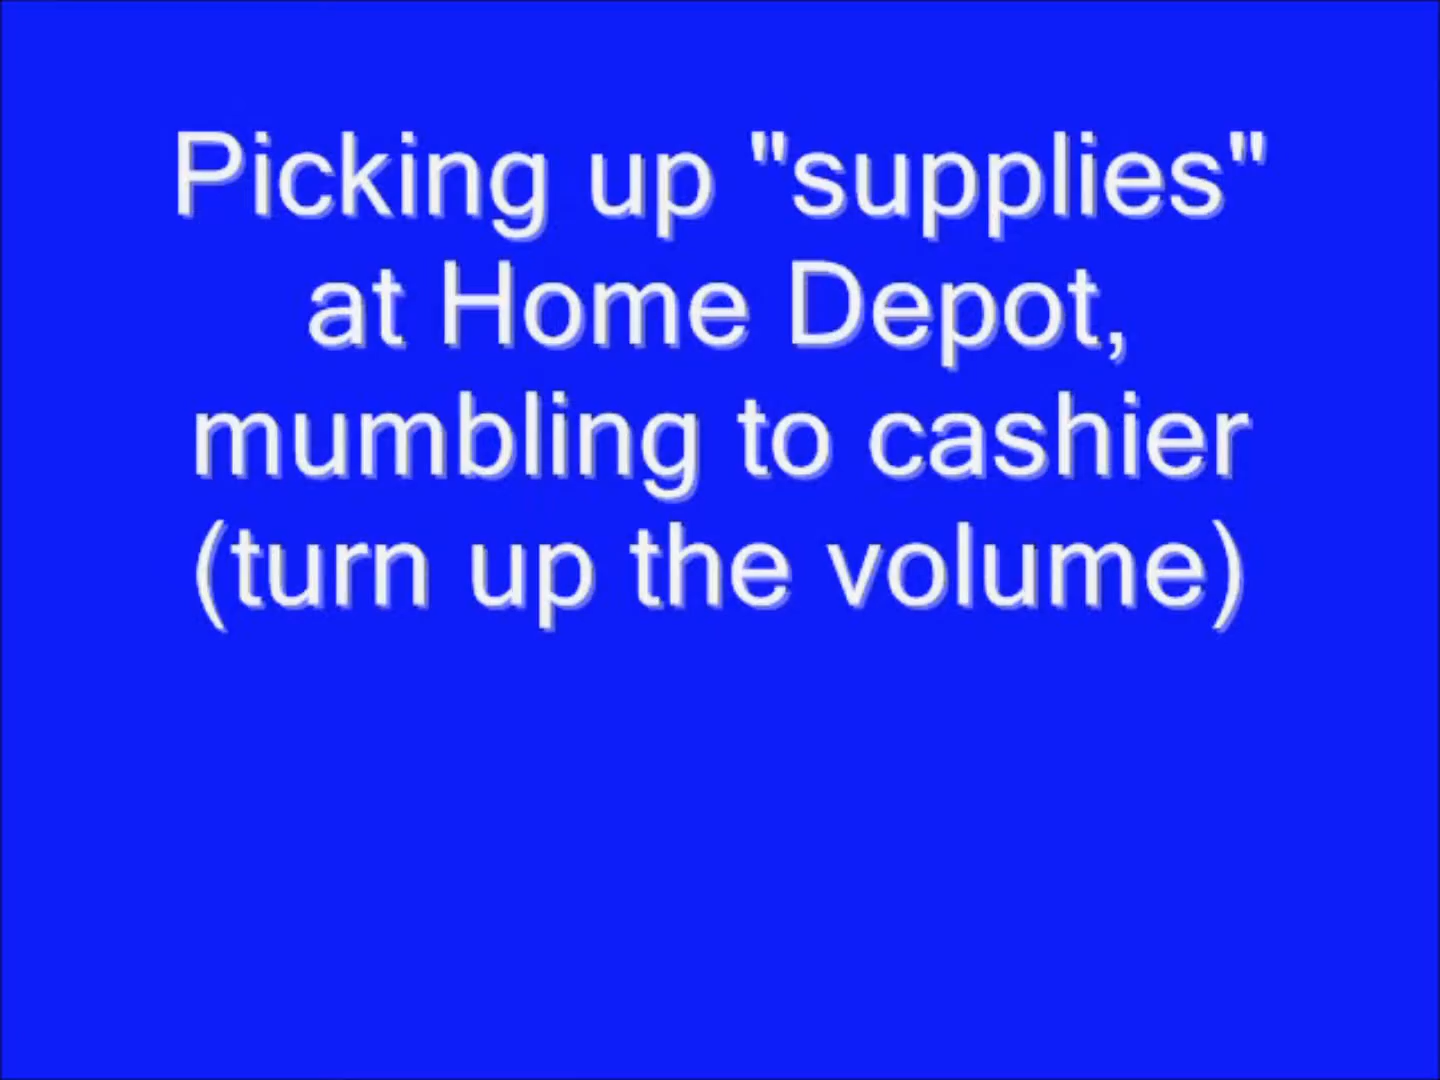 Picking up "supplies"
at Home Depot,
mumbling to cashier
(turn up the volume)